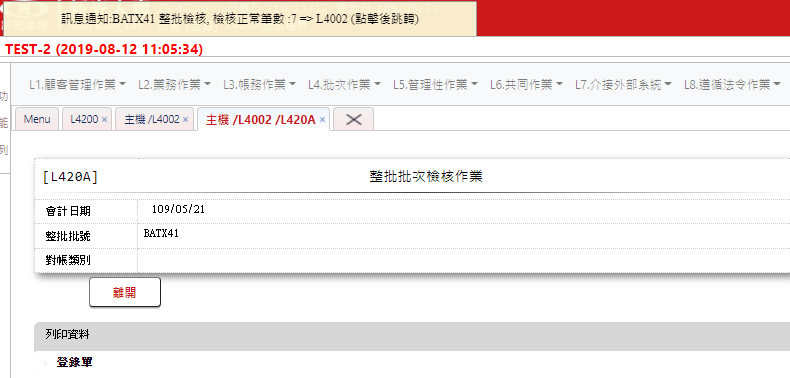 訊息通知:BATX41 整批檢核, 檢核正常筆數 :7 => L4002 (點擊後跳轉)
TEST-2 (2019-08-12 11:05:34)
功
能
列
L1.顧客管理作業 L2.業務作業 L3.帳務作業 L4.批次作業 L5.管理性作業 L6.共同作業 L7.介接外部系統 L8.遵循法令作業
Menu L4200 × 主機 /L4002 × 主機 /L4002 /L420A ×
[L420A] 整批批次檢核作業
會計日期 109/05/21
整批批號 BATX41
對帳類別
離開
列印資料
登錄單